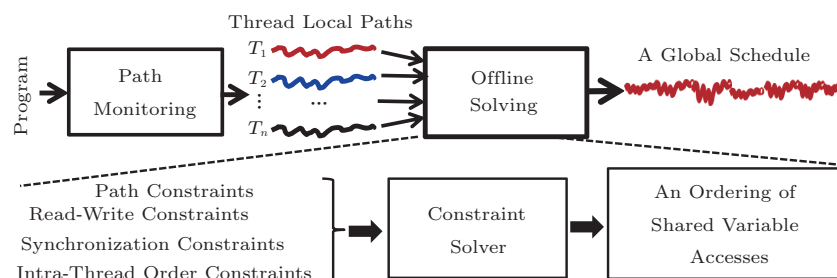 Thread Local Paths
Program
Path
Monitoring
T1
T2
...
Tn
...
Offline
Solving
A Global Schedule
Path Constraints
Read-Write Constraints
Synchronization Constraints
Intra-Thread Order Constraints
Constraint
Solver
An Ordering of
Shared Variable
Accesses